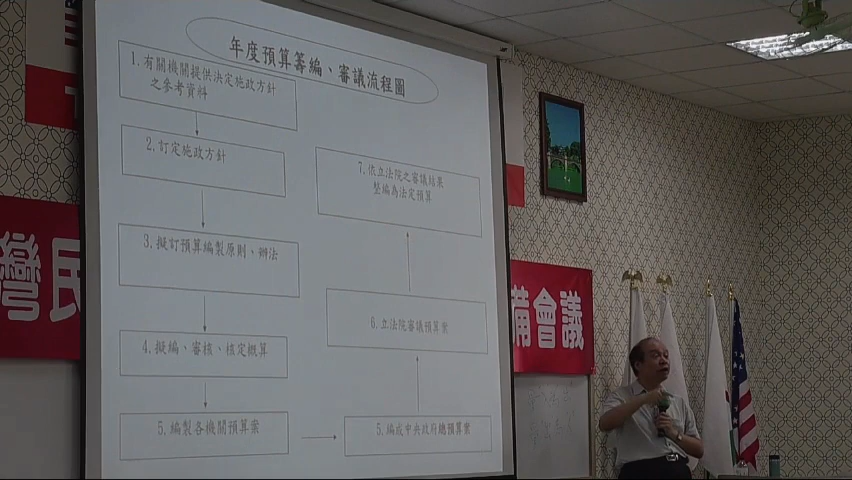 年度預算籌編、審議流程圖
1.有關機關提供決定施政方針
之參考資料
2.訂定施政方針
3.擬訂預算編製原則、辦法
4.擬編、審核、核定概算
5.編製各機關預算案
5.編成中央政府總預算案
6.立法院審議預算案
7.依立法院之審議結果
整編為法定預算
灣民
備會議